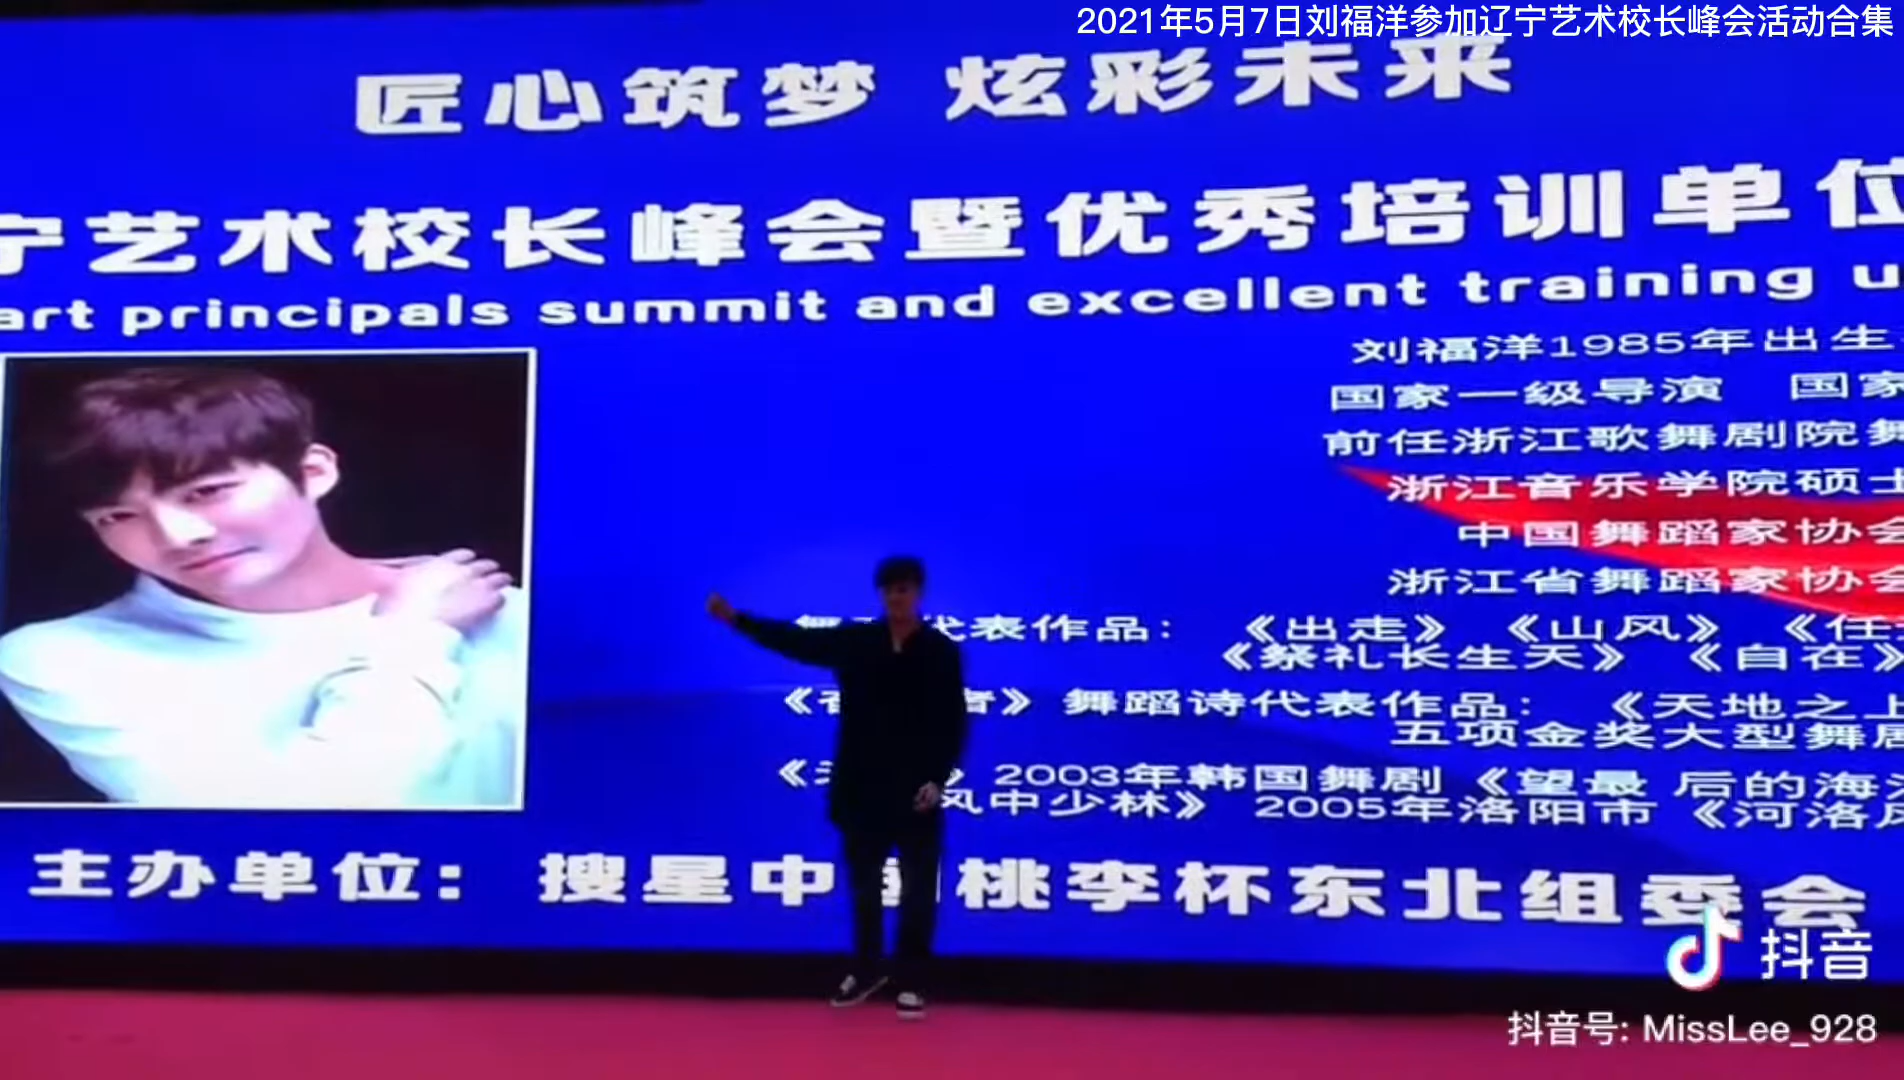 2021年5月7日刘福洋参加辽宁艺术校长峰会活动合集
匠心筑梦 炫彩未来
宁艺术校长峰会暨优秀培训单位
art principals summit and excellent training u
刘福洋1985年出生
国家一级导演 国家
前任浙江歌舞剧院舞
浙江音乐学院硕士
中国舞蹈家协会
浙江省舞蹈家协会
代表作品：《出走》《山风》《任
《祭礼长生天》《自在》
舞蹈诗代表作品：《天地之上
五项金奖大型舞剧
2003年韩国舞剧《望最 后的海
风中少林》 2005年洛阳市《河洛风
主办单位：搜星中国桃李杯东北组委会
抖音
抖音号: MissLee_928